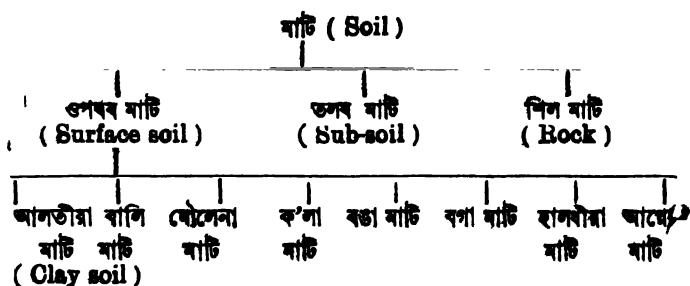 মাটি ( Soil )
ওপৰৰ মাটি তলৰ মাটি শিল মাটি
( Surface soil ) ( Sub-soil ) ( Rock )
আলতীয়া বালি মৌলেনা ক'লা ৰঙা মাটি বগা মাটি হালধীয়া
মাটি মাটি মাটি মাটি মাটি মাটি
( Clay soil )